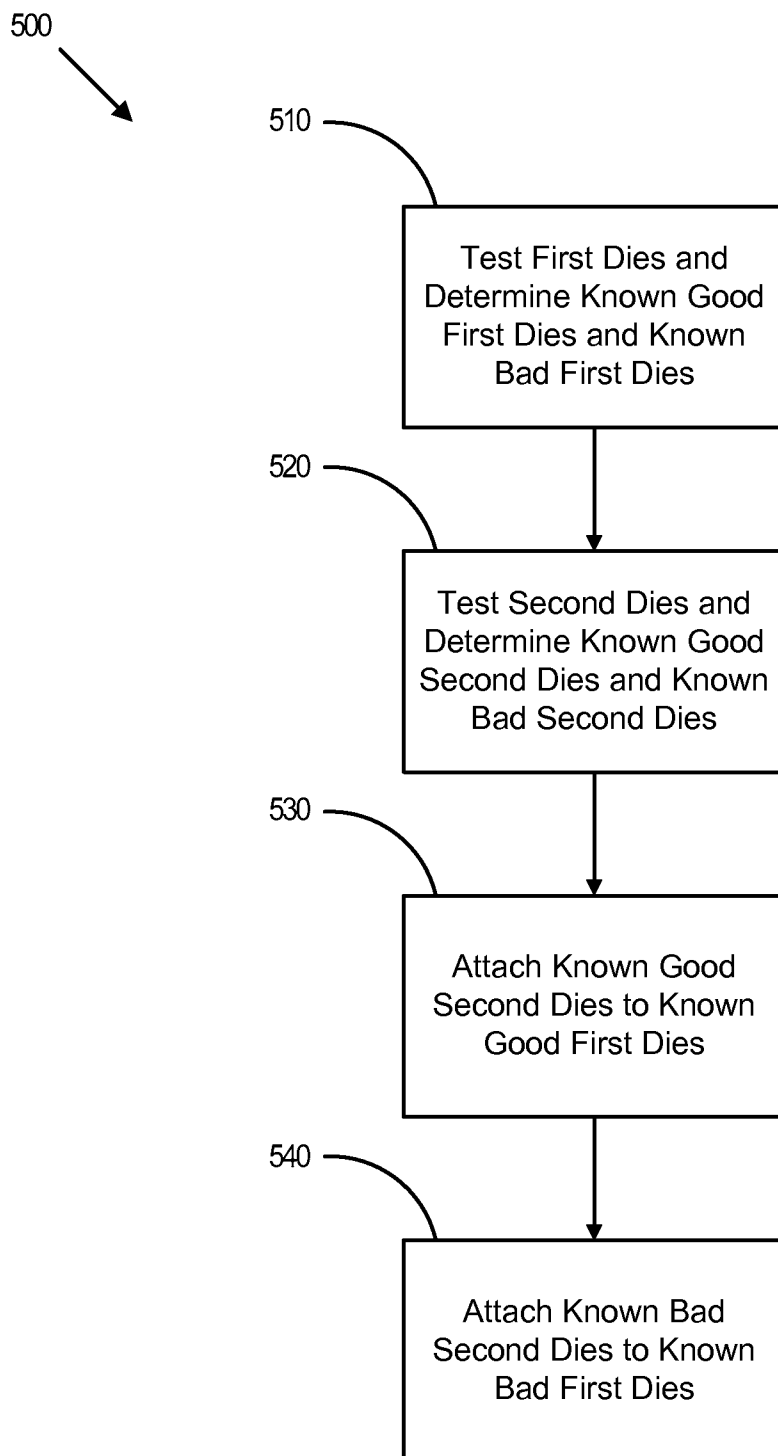 500
510
Test First Dies and
Determine Known Good
First Dies and Known
Bad First Dies
520
Test Second Dies and
Determine Known Good
Second Dies and Known
Bad Second Dies
530
Attach Known Good
Second Dies to Known
Good First Dies
540
Attach Known Bad
Second Dies to Known
Bad First Dies